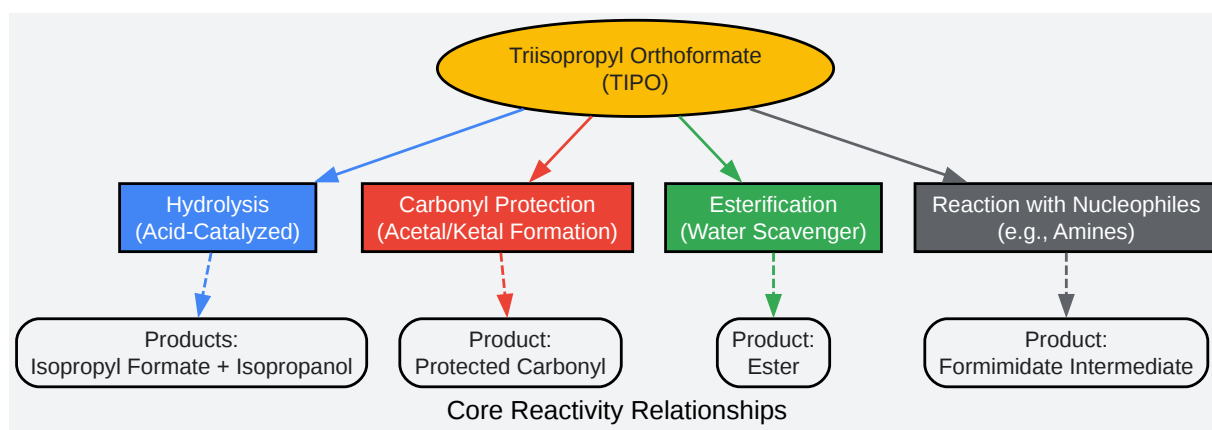 Triisopropyl Orthoformate
(TIPO)
Hydrolysis
(Acid-Catalyzed)
Carbonyl Protection
(Acetal/Ketal Formation)
Esterification
(Water Scavenger)
Reaction with Nucleophiles
(e.g., Amines)
Products:
Isopropyl Formate + Isopropanol
Product:
Protected Carbonyl
Product:
Ester
Product:
Formimidate Intermediate
Core Reactivity Relationships